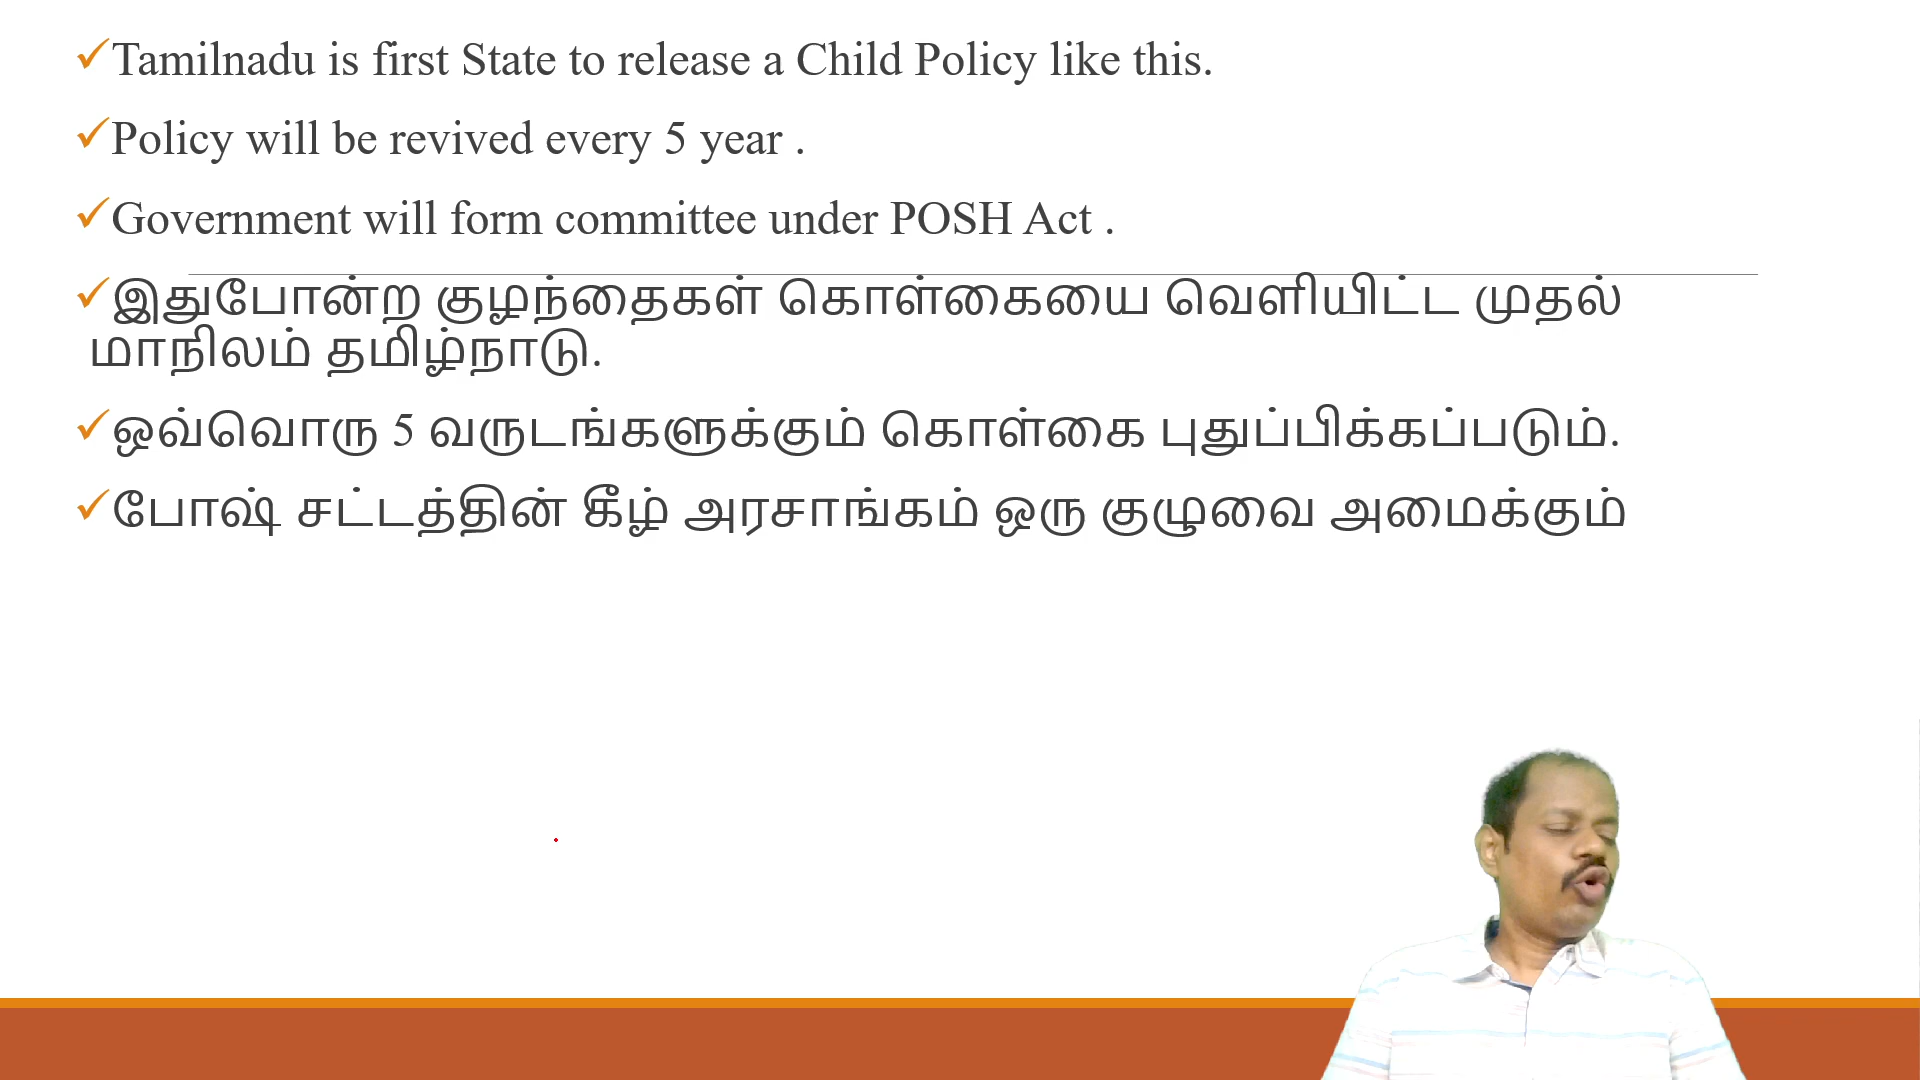 ✓Tamilnadu is first State to release a Child Policy like this.
✓Policy will be revived every 5 year .
✓Government will form committee under POSH Act .
✓இதுபோன்ற குழந்தைகள் கொள்கையை வெளியிட்ட முதல்
மாநிலம் தமிழ்நாடு.
✓ஒவ்வொரு 5 வருடங்களுக்கும் கொள்கை புதுப்பிக்கப்படும்.
✓போஷ் சட்டத்தின் கீழ் அரசாங்கம் ஒரு குழுவை அமைக்கும்